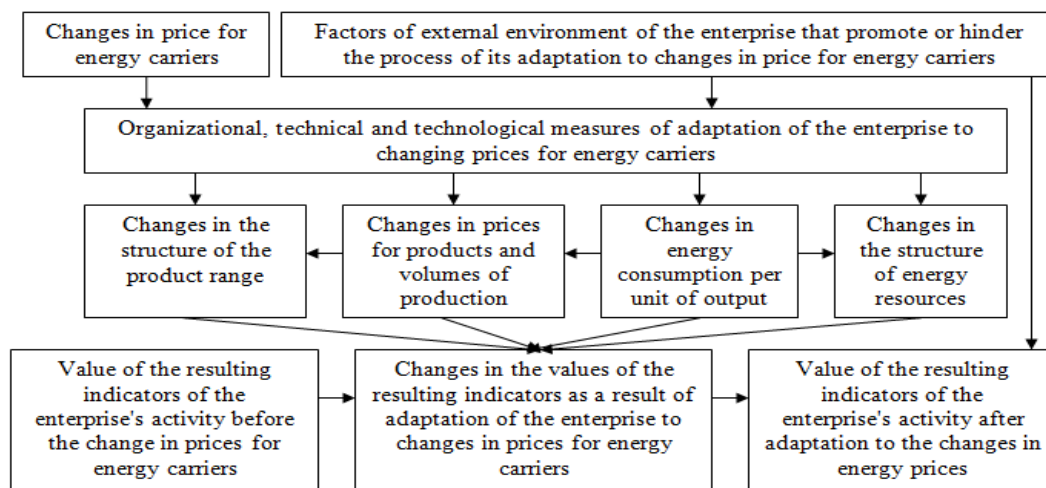 Changes in price for
energy carriers
Factors of external environment of the enterprise that promote or hinder
the process of its adaptation to changes in price for energy carriers
Organizational, technical and technological measures of adaptation of the enterprise to
changing prices for energy carriers
Changes in the
structure of the
product range
Changes in prices
for products and
volumes of
production
Changes in
energy
consumption per
unit of output
Changes in
the structure
of energy
resources
Value of the resulting
indicators of the
enterprise's activity before
the change in prices for
energy carriers
Changes in the values of the
resulting indicators as a result of
adaptation of the enterprise to
changes in prices for energy
carriers
Value of the resulting
indicators of the
enterprise's activity after
adaptation to the changes in
energy prices